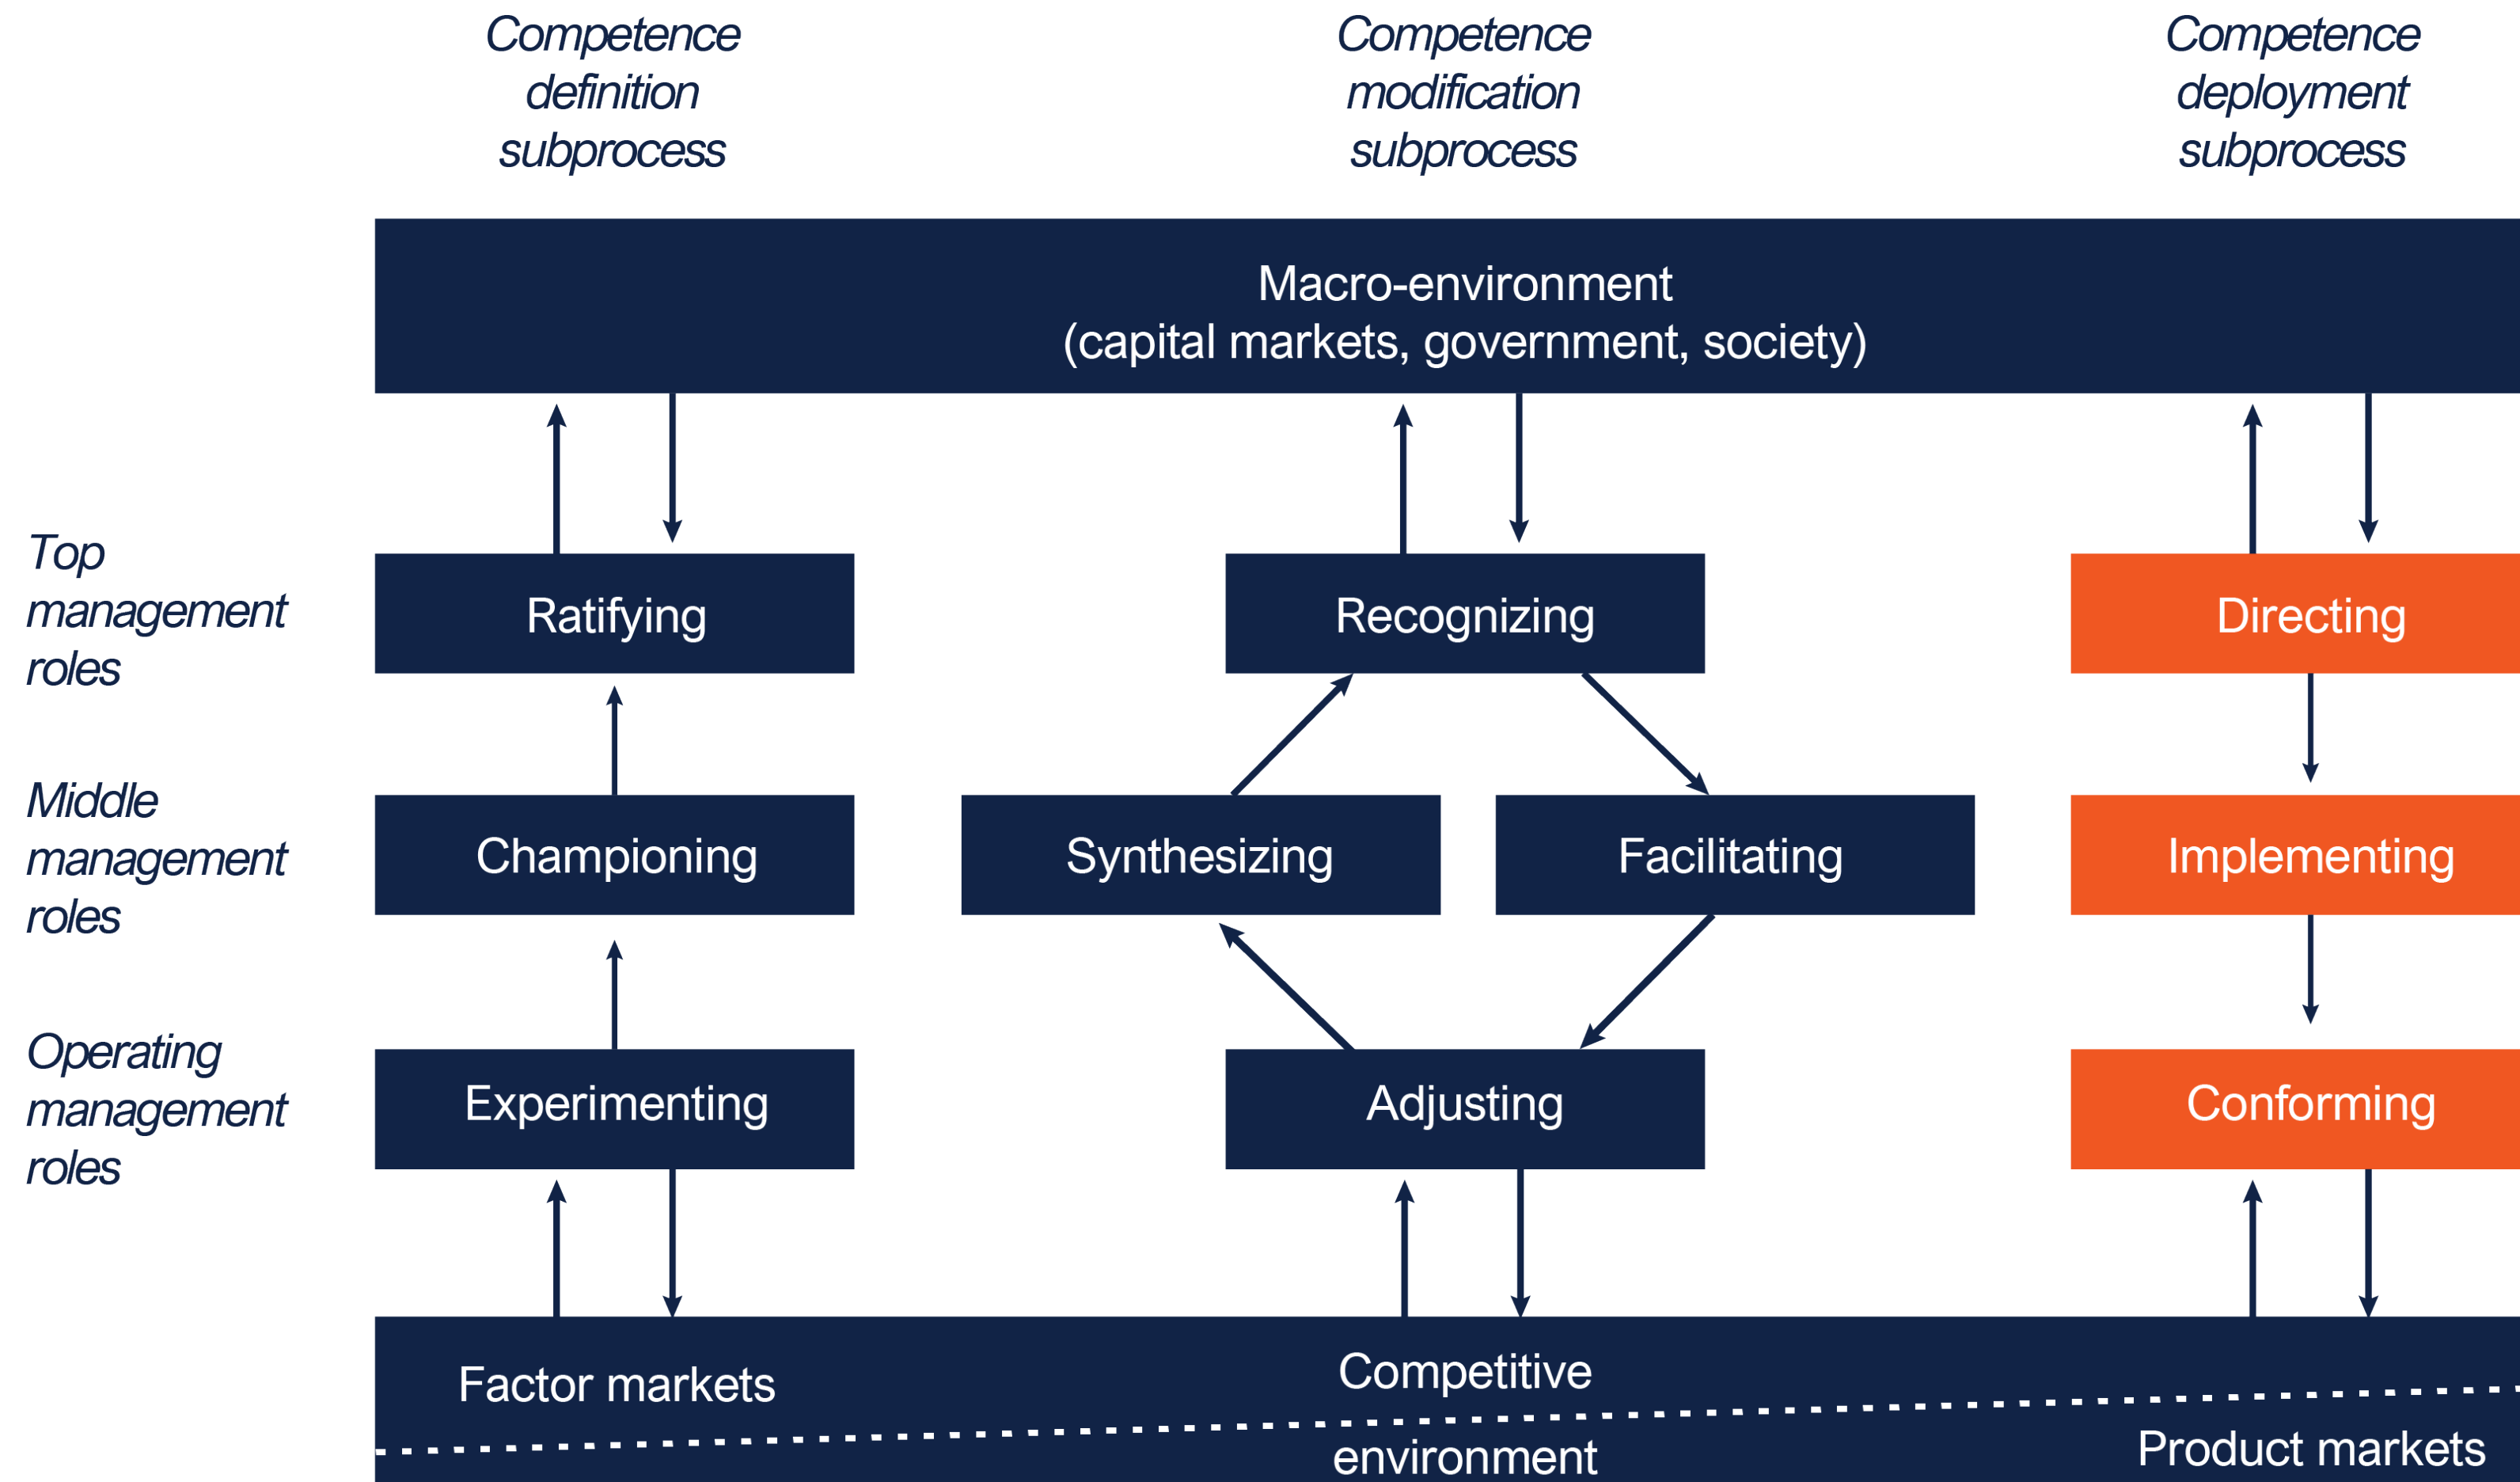 Competence
definition
subprocess
Competence
modification
subprocess
Competence
deployment
subprocess
Macro-environment
(capital markets, government, society)
Top
management
roles
Ratifying
Recognizing
Directing
Middle
management
roles
Championing
Synthesizing
Facilitating
Implementing
Operating
management
roles
Experimenting
Adjusting
Conforming
Factor markets
Competitive
environment
Product markets